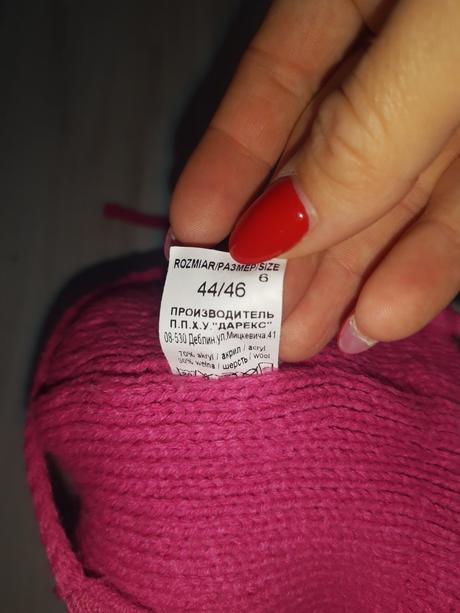 ROZMIAR/РАЗМЕР/SIZE
6
44/46
ПРОИЗВОДИТЕЛЬ
П.П.Х.У."ДАРЕКС"
08-530 Деблин ул.Мицкевича.41
70% akryl / акрил / acryl
30% wełna / шерсть / wool